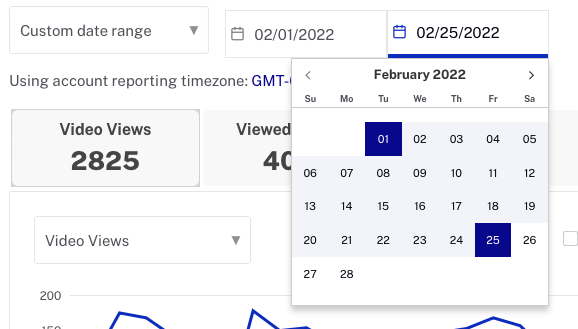 Custom date range
02/01/2022
02/25/2022
Using account reporting timezone:
February 2022
Su Mo Tu We Th Fr Sa
01 02 03 04 05
06 07 08 09 10 11 12
13 14 15 16 17 18 19
20 21 22 23 24 25 26
27 28
Video Views
2825
Viewed
Video Views
200